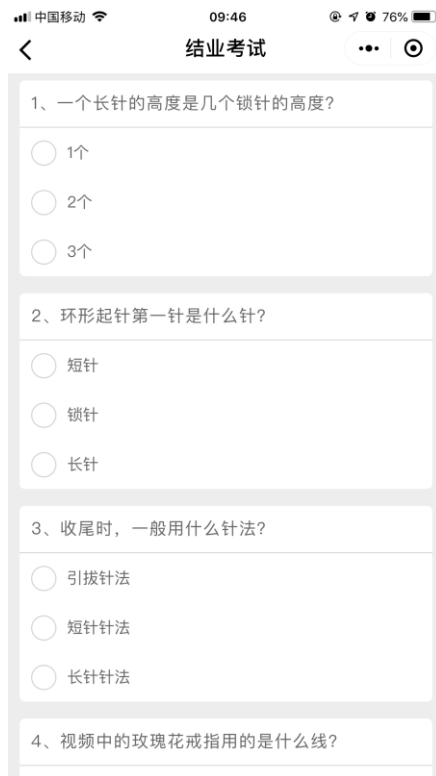 中国移动
09:46
76%
结业考试
1、一个长针的高度是几个锁针的高度?
1个
2个
3个
2、环形起针第一针是什么针?
短针
锁针
长针
3、收尾时，一般用什么针法?
引拔针法
短针针法
长针针法
4、视频中的玫瑰花戒指用的是什么线?